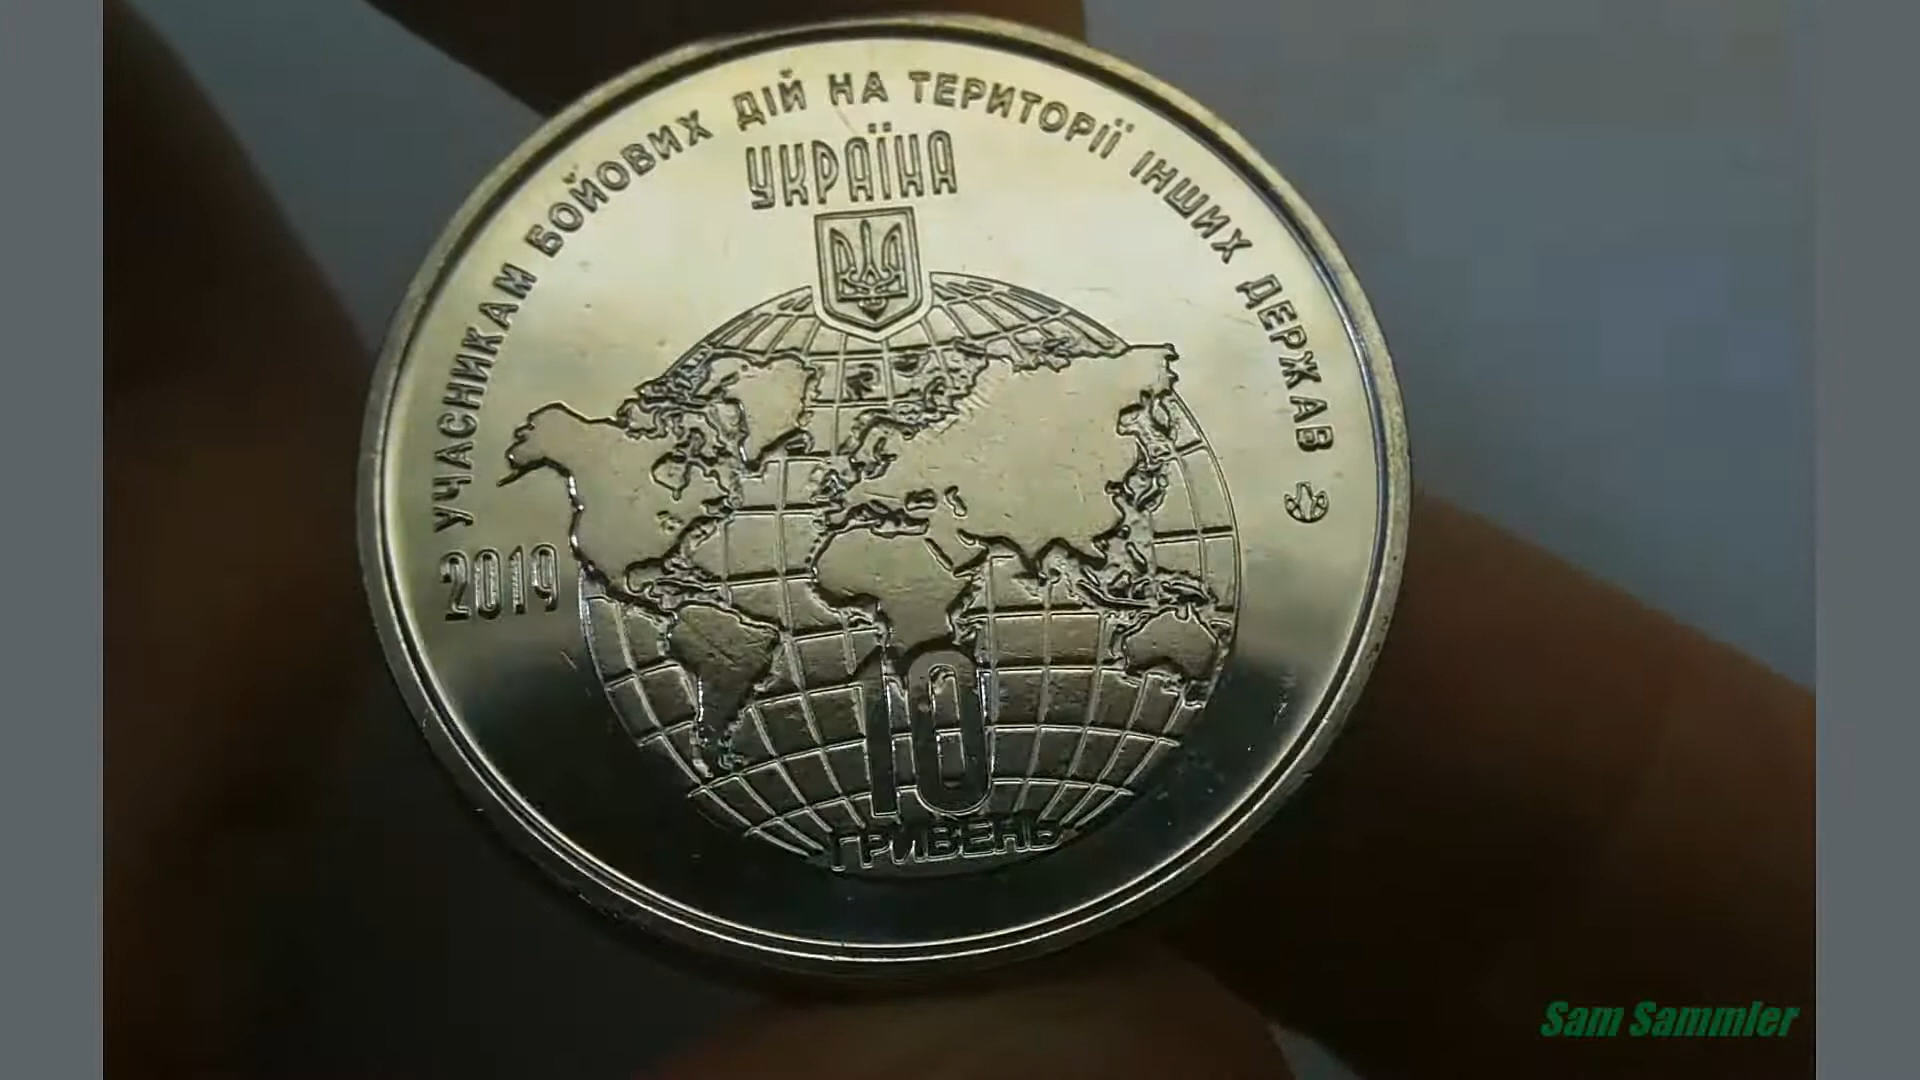 УЧАСНИКАМ БОЙОВИХ ДІЙ НА ТЕРИТОРІЇ ІНШИХ ДЕРЖАВ
УКРАЇНА
2019
10
ГРИВЕНЬ
Sam Sammler